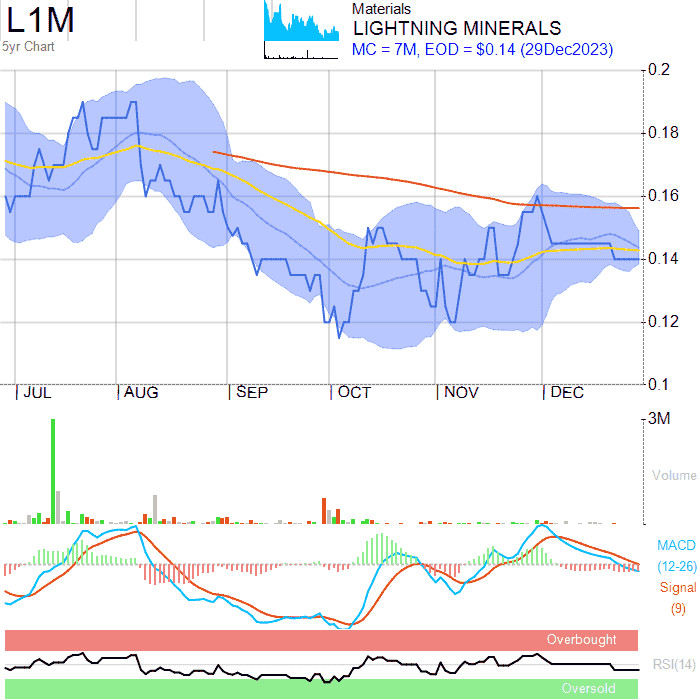 L1M
5yr Chart
Materials
LIGHTNING MINERALS
MC = 7M, EOD = $0.14 (29Dec2023)
0.2
0.18
0.16
0.14
0.12
0.1
JUL AUG SEP OCT NOV DEC
3M
Volume
MACD
(12-26)
Signal
(9)
Overbought
RSI(14)
Oversold